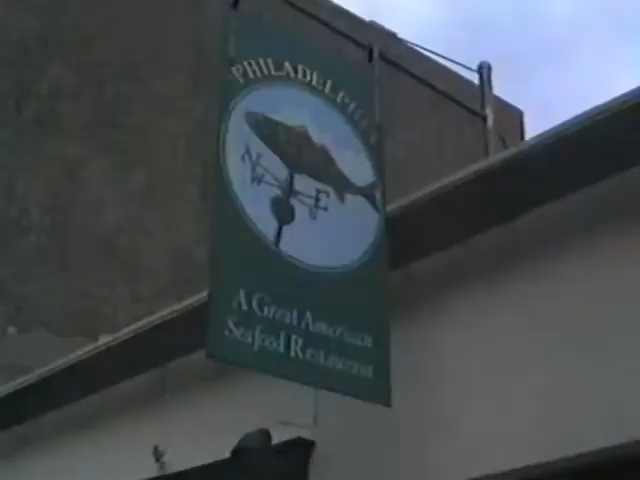 PHILADELPHIA
N
E
A Great American
Seafood Restaurant